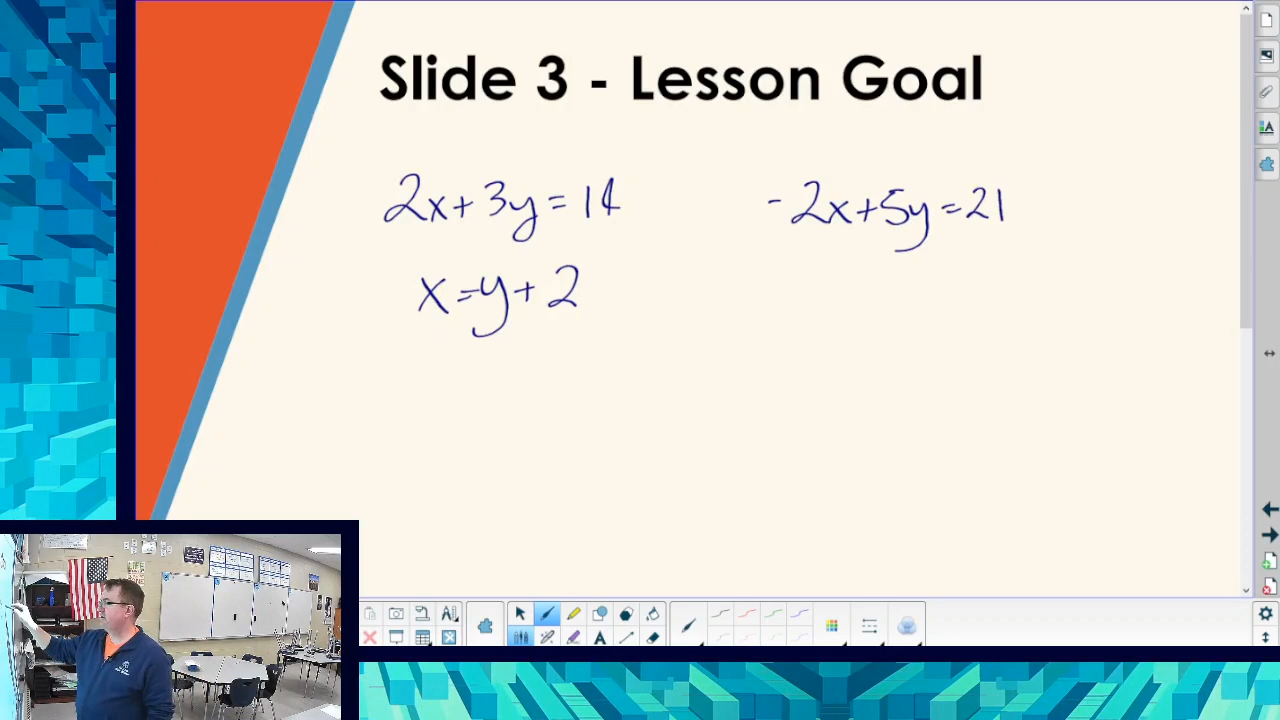 Slide 3 - Lesson Goal
2x+3y=14
x=y+2
-2x+5y=21